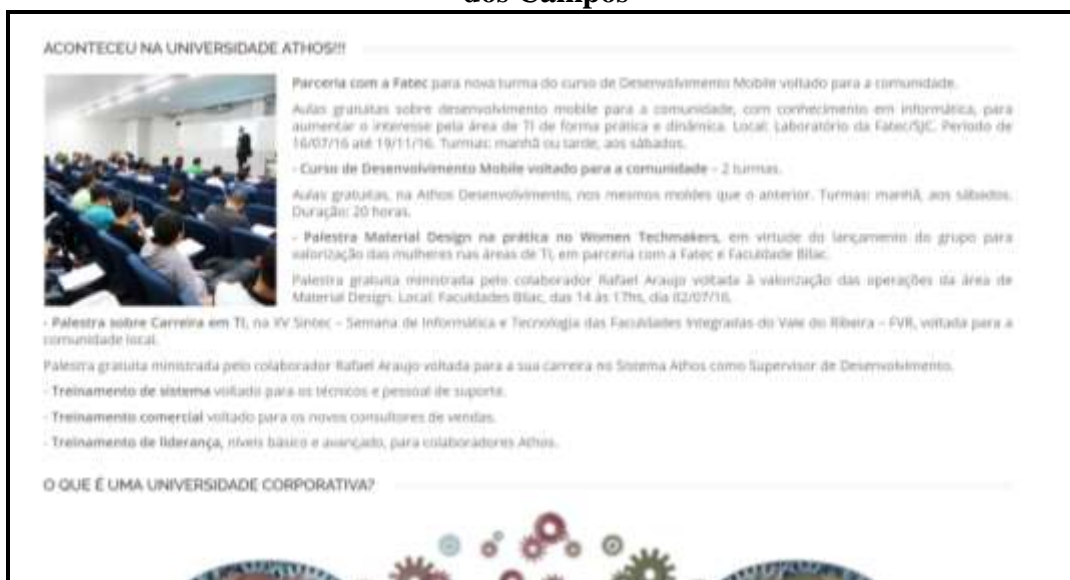 dos Campos
ACONTECEU NA UNIVERSIDADE ATHOS!!!
Parceria com a Fatec para nova turma do curso de Desenvolvimento Mobile voltado para a comunidade.
Aulas gratuitas sobre desenvolvimento mobile para a comunidade, com conhecimento em informática, para
aumentar o interesse pela área de TI de forma prática e dinâmica. Local: Laboratório da Fatec/SJC. Período de
16/07/16 até 19/11/16. Turmas: manhã ou tarde, aos sábados.
- Curso de Desenvolvimento Mobile voltado para a comunidade – 2 turmas.
Aulas gratuitas, na Athos Desenvolvimento, nos mesmos moldes que o anterior. Turmas: manhã, aos sábados.
Duração: 20 horas.
- Palestra Material Design na prática no Women Techmakers, em virtude do lançamento do grupo para
valorização das mulheres nas áreas de TI, em parceria com a Fatec e Faculdade Bilac.
Palestra gratuita ministrada pelo colaborador Rafael Araujo voltada à valorização das operações da área de
Material Design. Local: Faculdades Bilac, das 14 às 17hs, dia 02/07/16.
- Palestra sobre Carreira em TI, na XV Sintec – Semana de Informática e Tecnologia das Faculdades Integradas do Vale do Ribeira – FVR, voltada para a
comunidade local.
Palestra gratuita ministrada pelo colaborador Rafael Araujo voltada para a sua carreira no Sistema Athos como Supervisor de Desenvolvimento.
- Treinamento de sistema voltado para os técnicos e pessoal de suporte.
- Treinamento comercial voltado para os novos consultores de vendas.
- Treinamento de liderança, níveis básico e avançado, para colaboradores Athos.
O QUE É UMA UNIVERSIDADE CORPORATIVA?